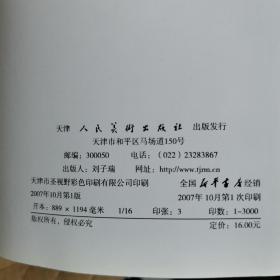 天津 人民美術出版社 出版发行
天津市和平区马场道150号
邮编：300050 电话：（022）23283867
出版人：刘子瑞 网址：http://www.tjrm.cn
天津市圣视野彩色印刷有限公司印刷 全国新华书店经销
2007年10月第1版 2007年10月第1次印刷
开本：889×1194毫米 1/16 印张：3 印数：1-3000
版权所有，侵权必究 定价：16.00元